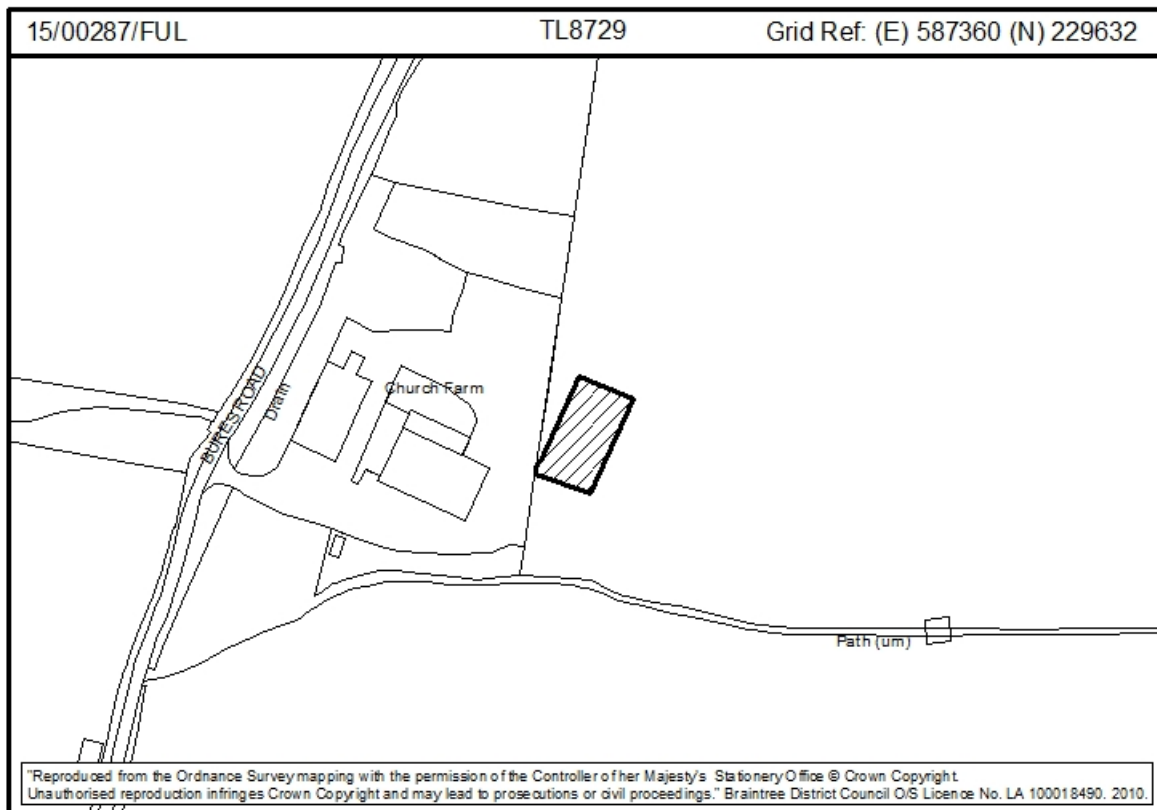 15/00287/FUL TL8729 Grid Ref: (E) 587360 (N) 229632
Church Farm
BURES ROAD
Drain
Path (um)
"Reproduced from the Ordnance Survey mapping with the permission of the Controller of her Majesty's Stationery Office © Crown Copyright.
Unauthorised reproduction infringes Crown Copyright and may lead to prosecutions or civil proceedings." Braintree District Council O/S Licence No. LA 100018490. 2010.